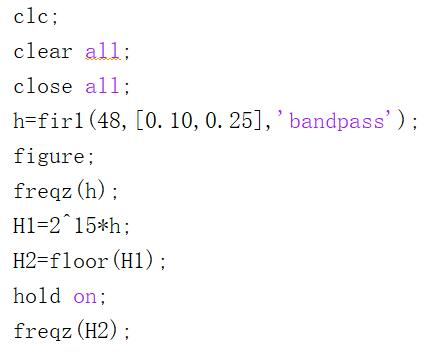 clc;
clear all;
close all;
h=fir1(48,[0.10,0.25],'bandpass');
figure;
freqz(h);
H1=2^15*h;
H2=floor(H1);
hold on;
freqz(H2);